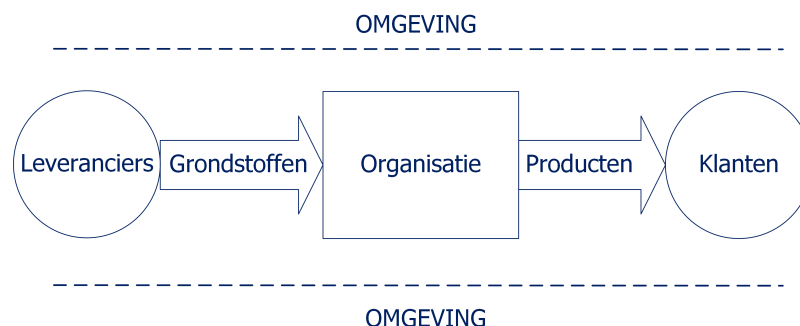 OMGEVING
Leveranciers
Grondstoffen
Organisatie
Producten
Klanten
OMGEVING